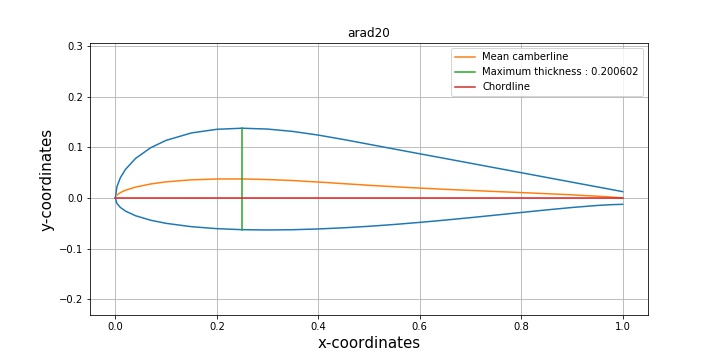 arad20
Mean camberline
Maximum thickness : 0.200602
Chordline
0.3
0.2
0.1
0.0
−0.1
−0.2
y-coordinates
0.0 0.2 0.4 0.6 0.8 1.0
x-coordinates